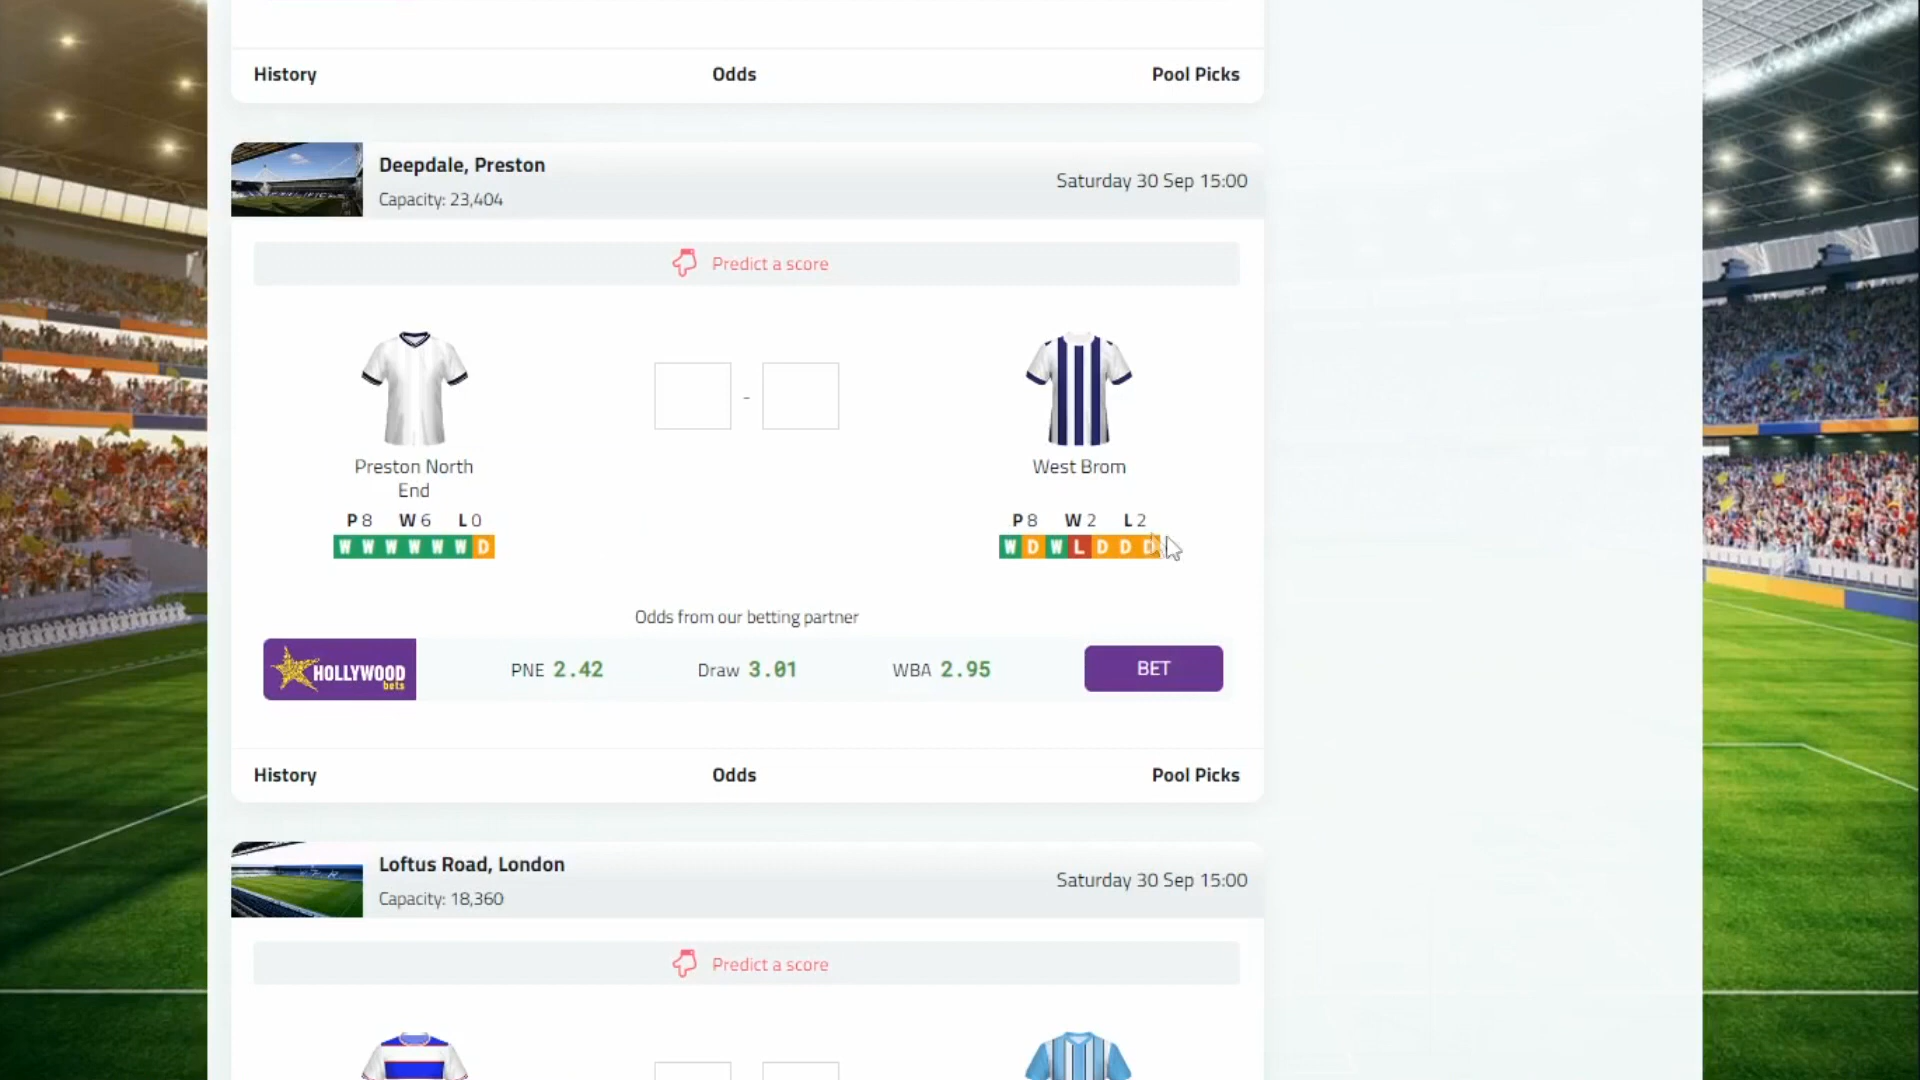 History Odds Pool Picks
Deepdale, Preston
Capacity: 23,404
Saturday 30 Sep 15:00
Predict a score
-
Preston North
End
P 8 W 6 L 0
W W W W W W D
West Brom
P 8 W 2 L 2
W D W L D D D
Odds from our betting partner
HOLLYWOOD
bets
PNE 2.42 Draw 3.01 WBA 2.95 BET
History Odds Pool Picks
Loftus Road, London
Capacity: 18,360
Saturday 30 Sep 15:00
Predict a score